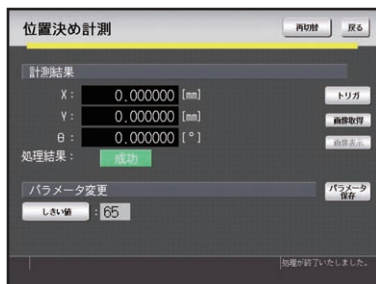 位置決め計測
再切替
戻る
計測結果
X: 0.000000 [mm]
Y: 0.000000 [mm]
θ: 0.000000 [°]
処理結果: 成功
トリガ
画像取得
画像表示
パラメータ変更
パラメータ
保存
しきい値 : 65
処理が終了いたしました。